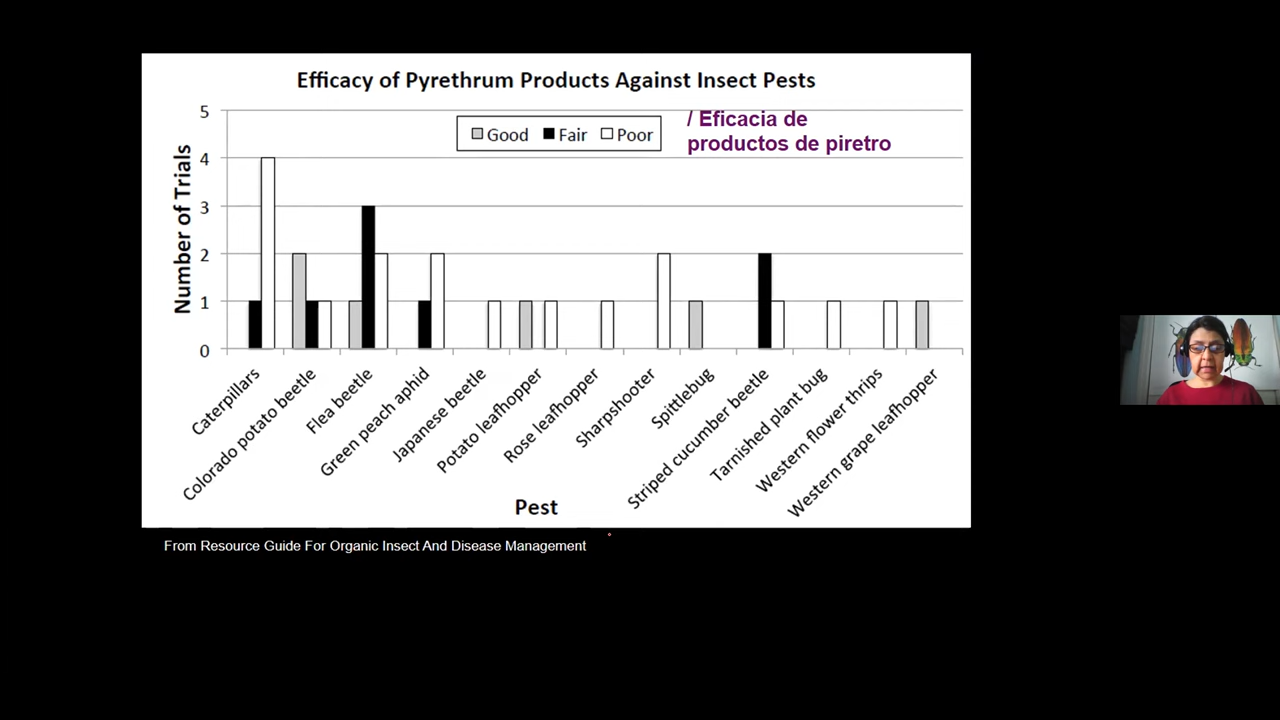 Efficacy of Pyrethrum Products Against Insect Pests
/ Eficacia de
productos de piretro
Good Fair Poor
Number of Trials
5
4
3
2
1
0
Caterpillars
Colorado potato beetle
Flea beetle
Green peach aphid
Japanese beetle
Potato leafhopper
Rose leafhopper
Sharpshooter
Spittlebug
Striped cucumber beetle
Tarnished plant bug
Western flower thrips
Western grape leafhopper
Pest
From Resource Guide For Organic Insect And Disease Management